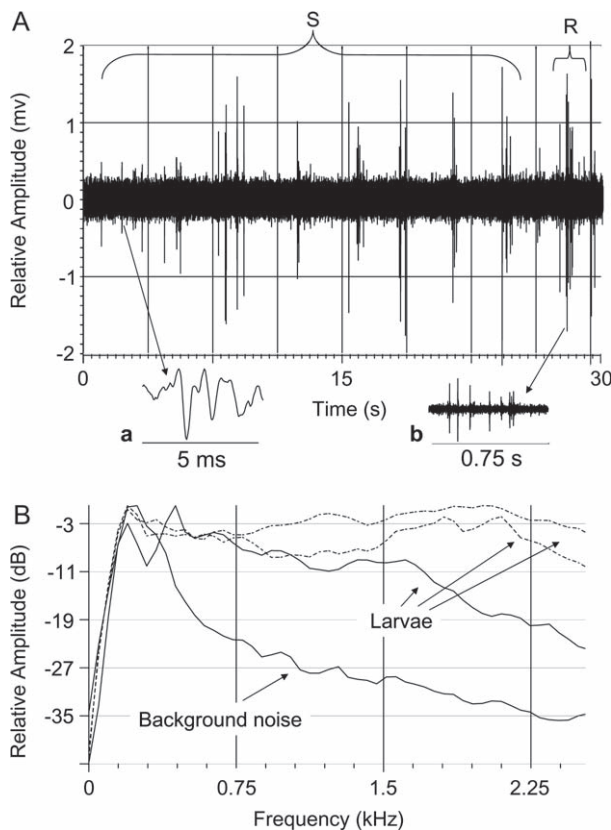 A
S
R
Relative Amplitude (mv)
2
1
0
-1
-2
0
15
30
Time (s)
a
5 ms
b
0.75 s
B
Relative Amplitude (dB)
-3
-11
-19
-27
-35
Larvae
Background noise
0
0.75
1.5
2.25
Frequency (kHz)